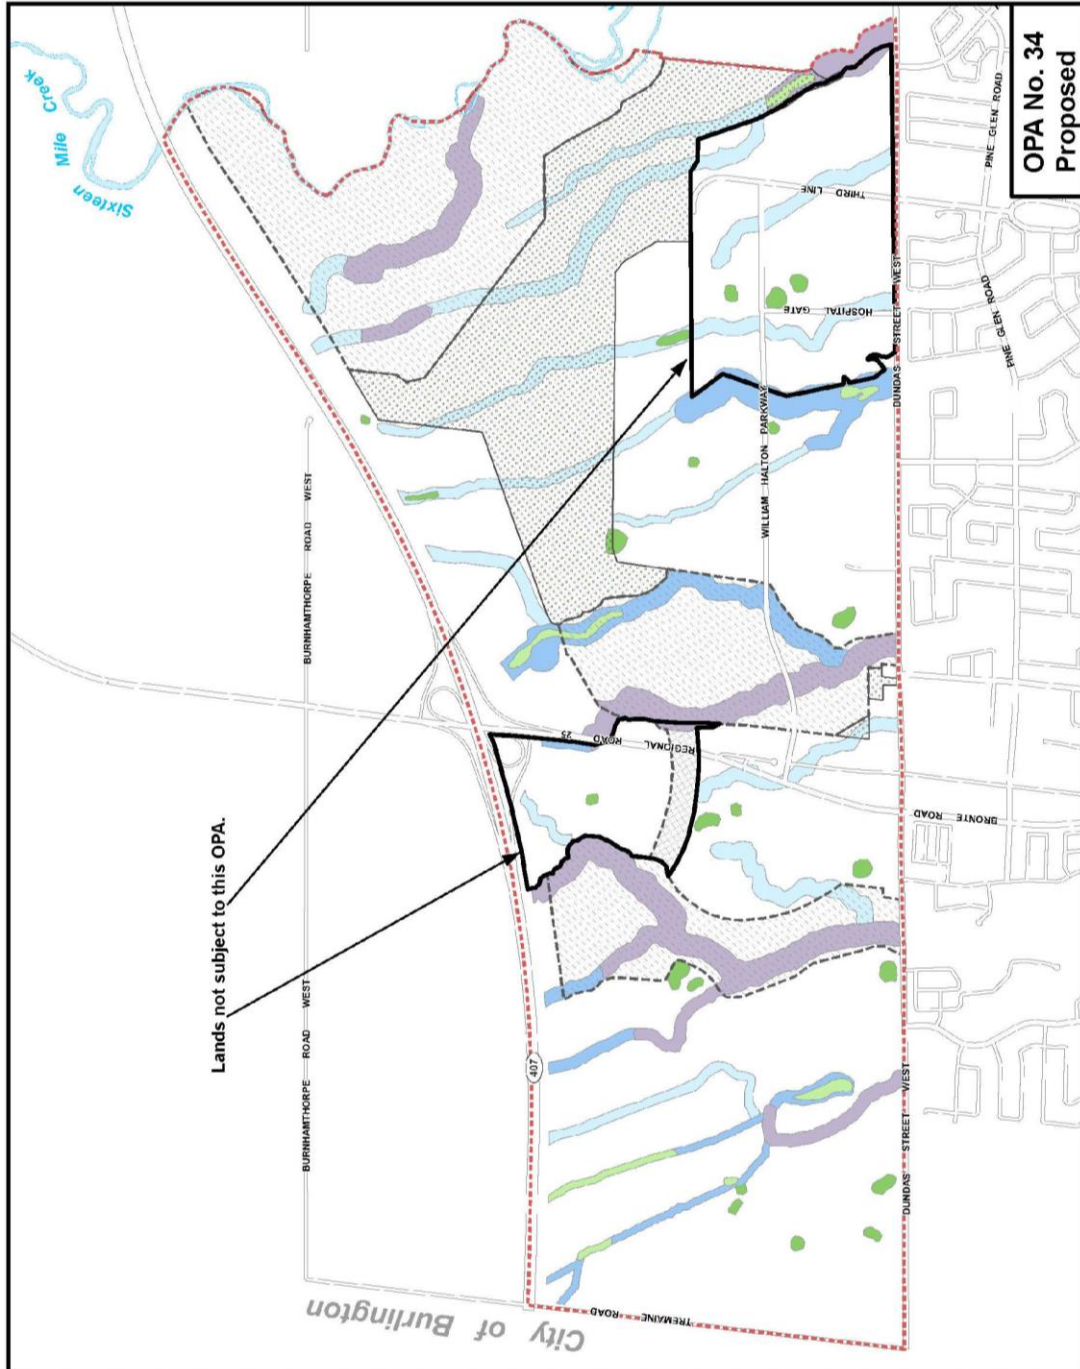 OPA No. 34
Proposed
Sixteen
Mile Creek
Lands not subject to this OPA.
BURNHAMTHORPE ROAD WEST
BURNHAMTHORPE ROAD WEST
407
REGIONAL ROAD 25
WILLIAM HALTON PARKWAY
HOSPITAL GATE
THIRD LINE
DUNDAS STREET WEST
DUNDAS STREET WEST
PINE GLEN ROAD
PINE GLEN ROAD
BRONTE ROAD
TREMAINE ROAD
City of Burlington